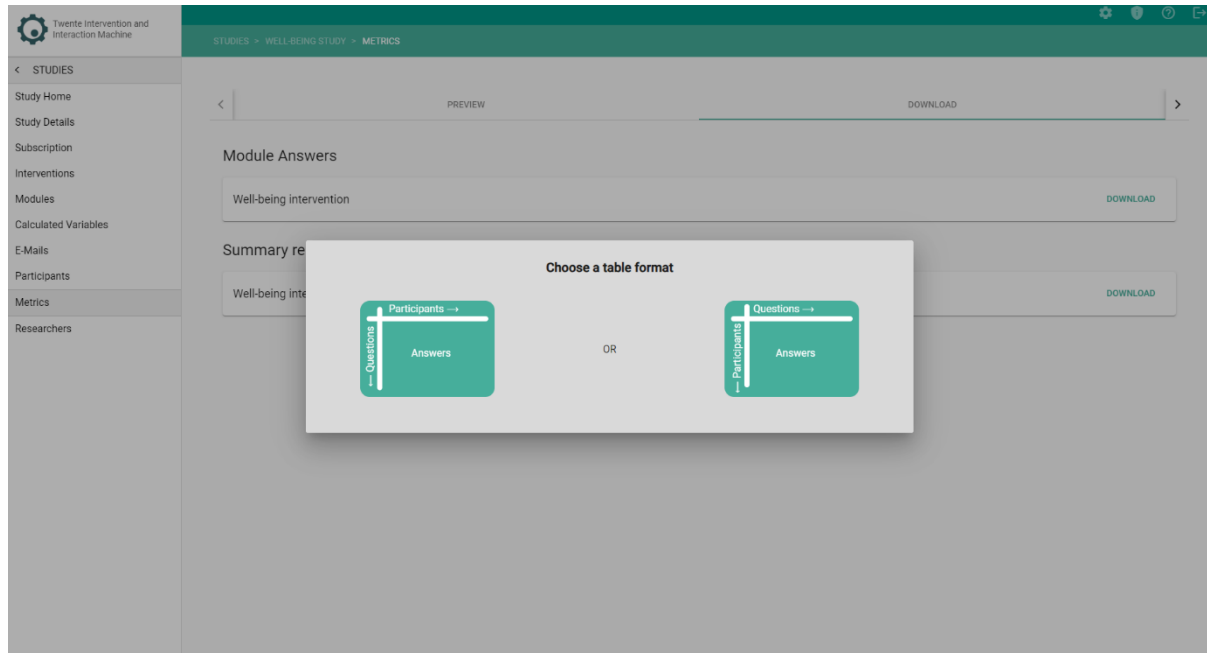 Twente Intervention and
Interaction Machine
STUDIES > WELL-BEING STUDY > METRICS
< STUDIES
Study Home
Study Details
Subscription
Interventions
Modules
Calculated Variables
E-Mails
Participants
Metrics
Researchers
PREVIEW
DOWNLOAD
Module Answers
Well-being intervention
DOWNLOAD
Summary re
Well-being inte
DOWNLOAD
Choose a table format
Participants →
← Questions
Answers
OR
Questions →
← Participants
Answers